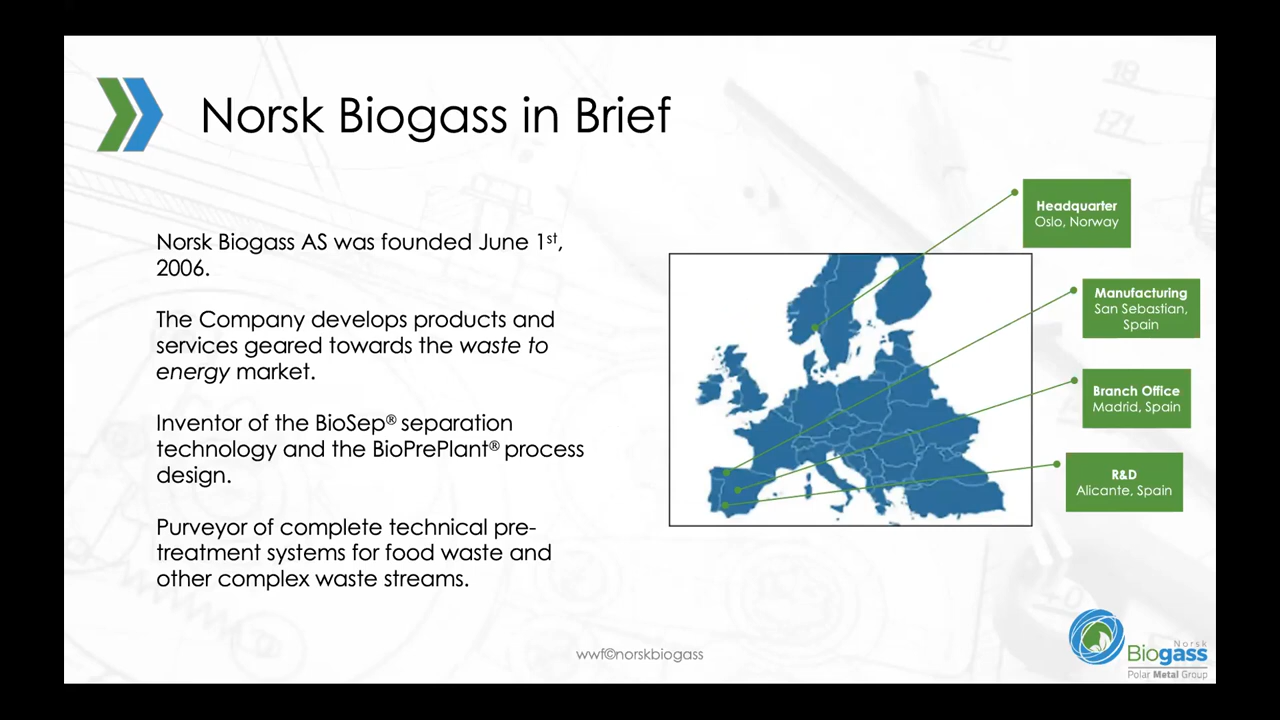 Norsk Biogass in Brief
Norsk Biogass AS was founded June 1st,
2006.
The Company develops products and
services geared towards the waste to
energy market.
Inventor of the BioSep® separation
technology and the BioPrePlant® process
design.
Purveyor of complete technical pre-
treatment systems for food waste and
other complex waste streams.
Headquarter
Oslo, Norway
Manufacturing
San Sebastian,
Spain
Branch Office
Madrid, Spain
R&D
Alicante, Spain
wwf©norskbiogass
Norsk
Biogass
Polar Metal Group
20
18
171